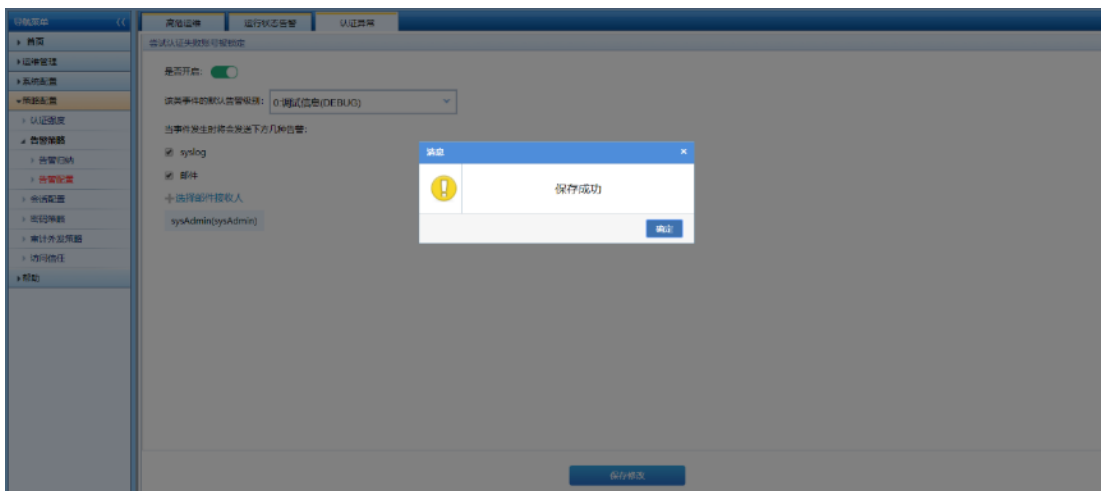 导航菜单
首页
运维管理
系统配置
策略配置
认证强度
告警策略
告警归纳
告警配置
会话配置
密码策略
审计外发策略
访问信任
帮助
高危运维 运行状态告警 认证异常
尝试认证失败账号被锁定
是否开启:
该类事件的默认告警级别: 0:调试信息(DEBUG)
当事件发生时将会发送下方几种告警:
syslog
邮件
+选择邮件接收人
sysAdmin(sysAdmin)
消息 ×
保存成功
确定
保存修改